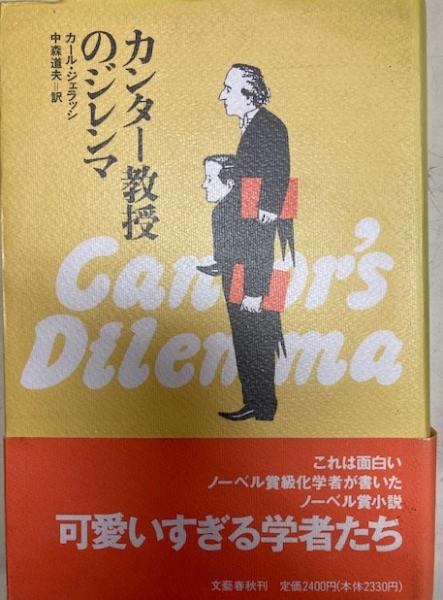 カンター教授
のジレンマ
カール・ジェラッシ
中森道夫=訳
Cantor's
Dilemma
これは面白い
ノーベル賞級化学者が書いた
ノーベル賞小説
可愛いすぎる学者たち
文藝春秋刊 定価2400円(本体2330円)